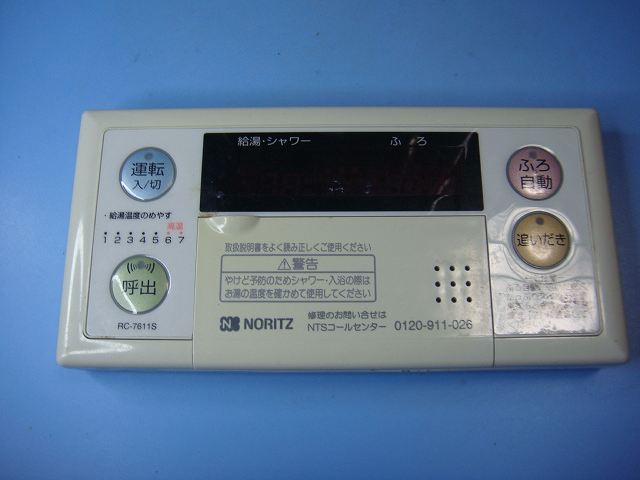 給湯・シャワー
ふ ろ
運転
入/切
ふろ
自動
・給湯温度のめやす
高温
1 2 3 4 5 6 7
追いだき
呼出
RC-7611S
取扱説明書をよく読み正しくご使用ください
⚠警告
やけど予防のためシャワー・入浴の際は
お湯の温度を確かめて使用してください
NORITZ
修理のお問い合せは
NTSコールセンター 0120-911-026